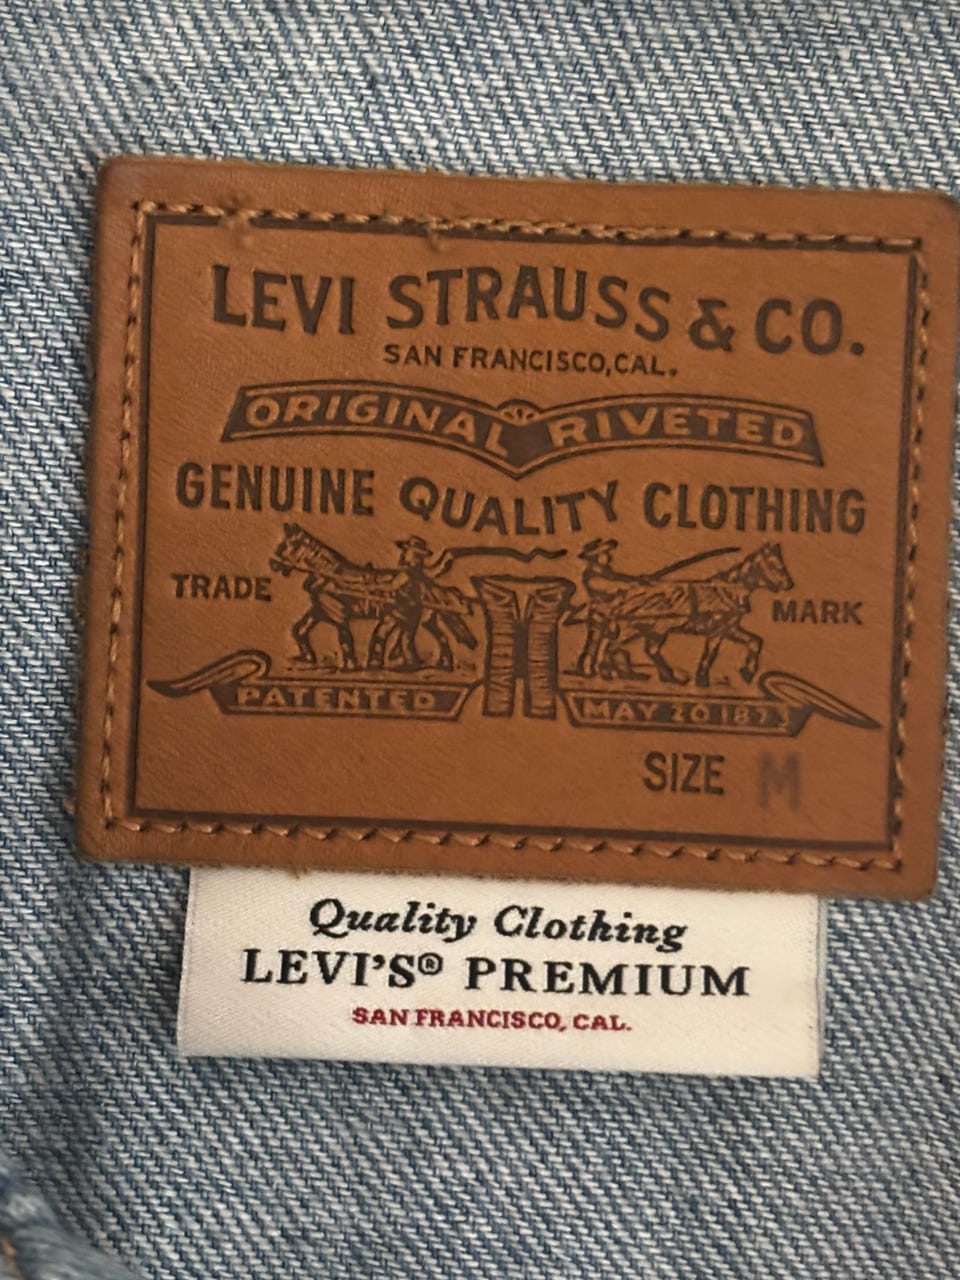 LEVI STRAUSS & CO.
SAN FRANCISCO, CAL.
ORIGINAL RIVETED
GENUINE QUALITY CLOTHING
TRADE MARK
PATENTED MAY 20 1873
SIZE M
Quality Clothing
LEVI'S® PREMIUM
SAN FRANCISCO, CAL.